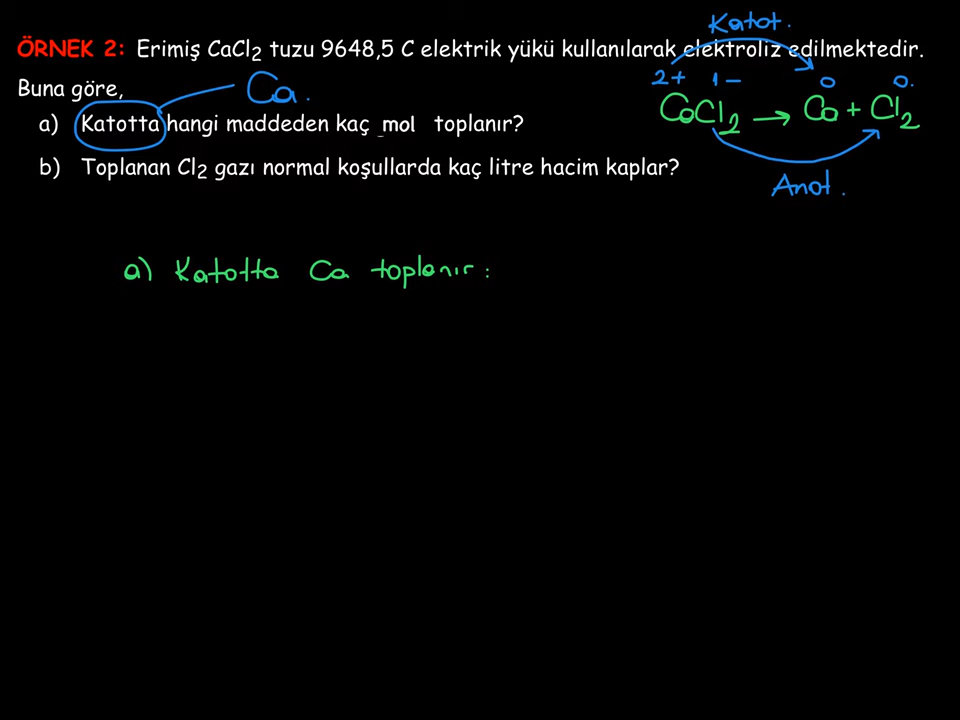 Katot.
ÖRNEK 2: Erimiş CaCl2 tuzu 9648,5 C elektrik yükü kullanılarak elektroliz edilmektedir.
Buna göre,
Ca.
2+ 1- 0 0.
CaCl2 → Ca + Cl2
a) Katotta hangi maddeden kaç mol toplanır?
b) Toplanan Cl2 gazı normal koşullarda kaç litre hacim kaplar?
Anot.
a) Katotta Ca toplanır :